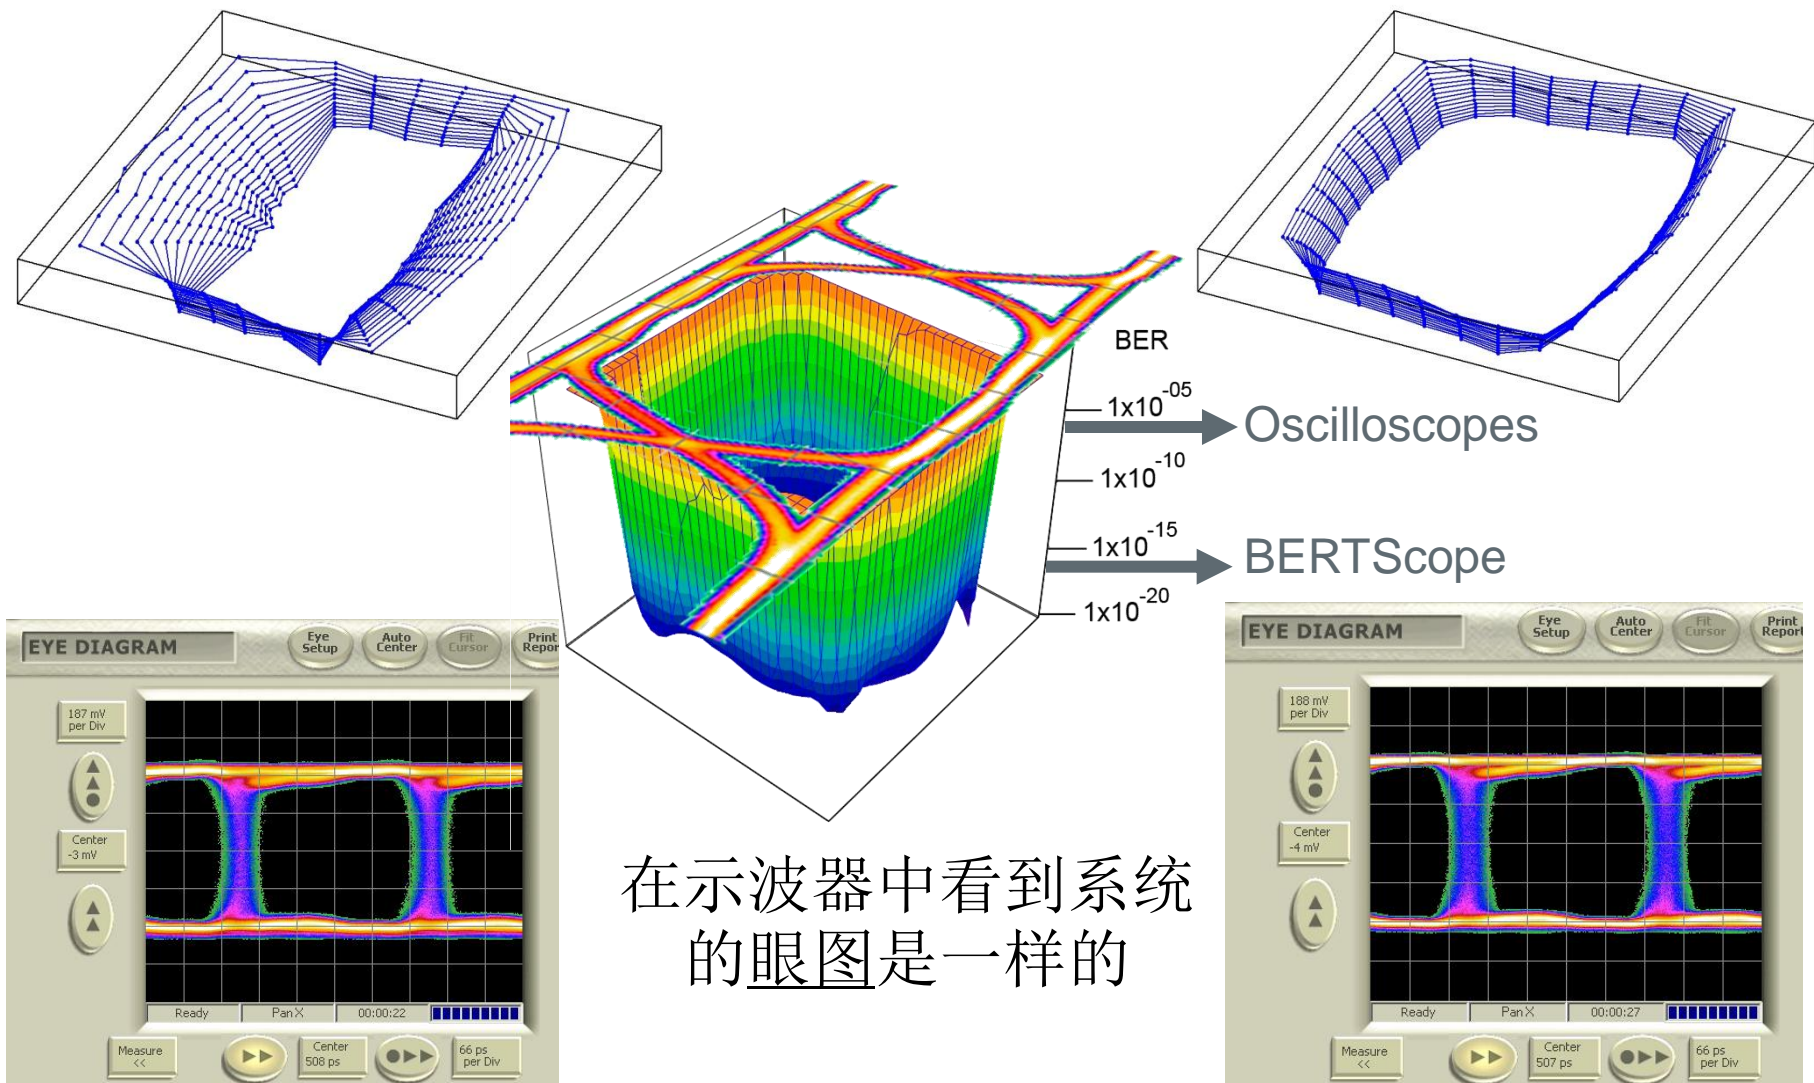 BER
1x10^-05
Oscilloscopes
1x10^-10
1x10^-15
BERTScope
1x10^-20
EYE DIAGRAM
Eye Setup
Auto Center
Fit Cursor
Print Repor
187 mV
per Div
Center
-3 mV
Ready
Pan X
00:00:22
Measure
<<
Center
508 ps
66 ps
per Div
在示波器中看到系统
的眼图是一样的
EYE DIAGRAM
Eye Setup
Auto Center
Fit Cursor
Print Report
188 mV
per Div
Center
-4 mV
Ready
Pan X
00:00:27
Measure
<<
Center
507 ps
66 ps
per Div